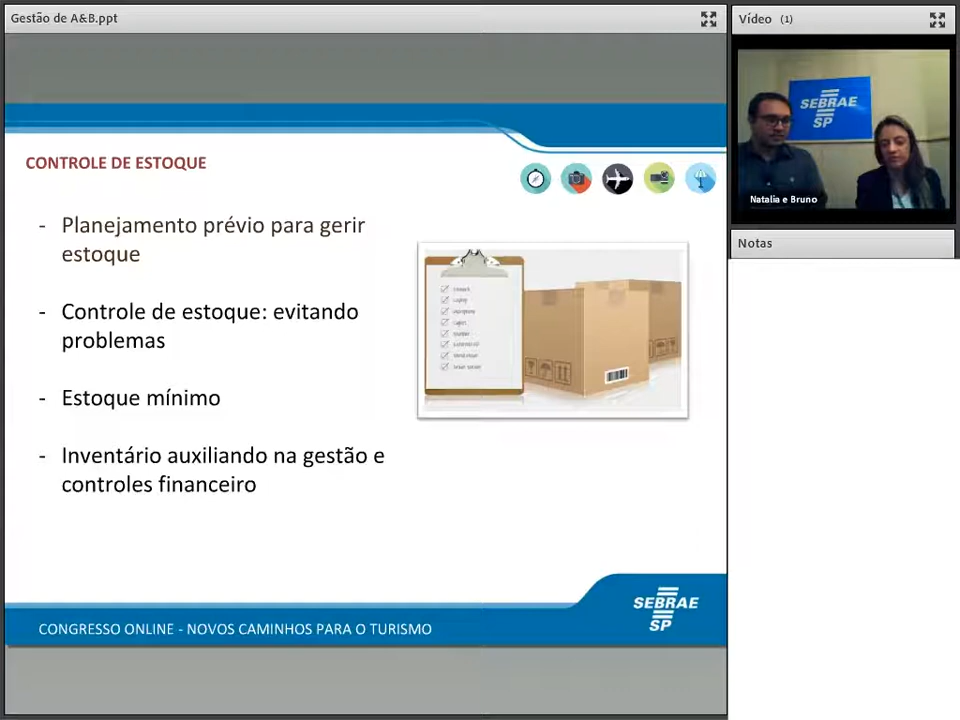 Gestão de A&B.ppt
Vídeo (1)
SEBRAE
SP
Natalia e Bruno
Notas
CONTROLE DE ESTOQUE
- Planejamento prévio para gerir
estoque
- Controle de estoque: evitando
problemas
- Estoque mínimo
- Inventário auxiliando na gestão e
controles financeiro
CONGRESSO ONLINE - NOVOS CAMINHOS PARA O TURISMO
SEBRAE
SP